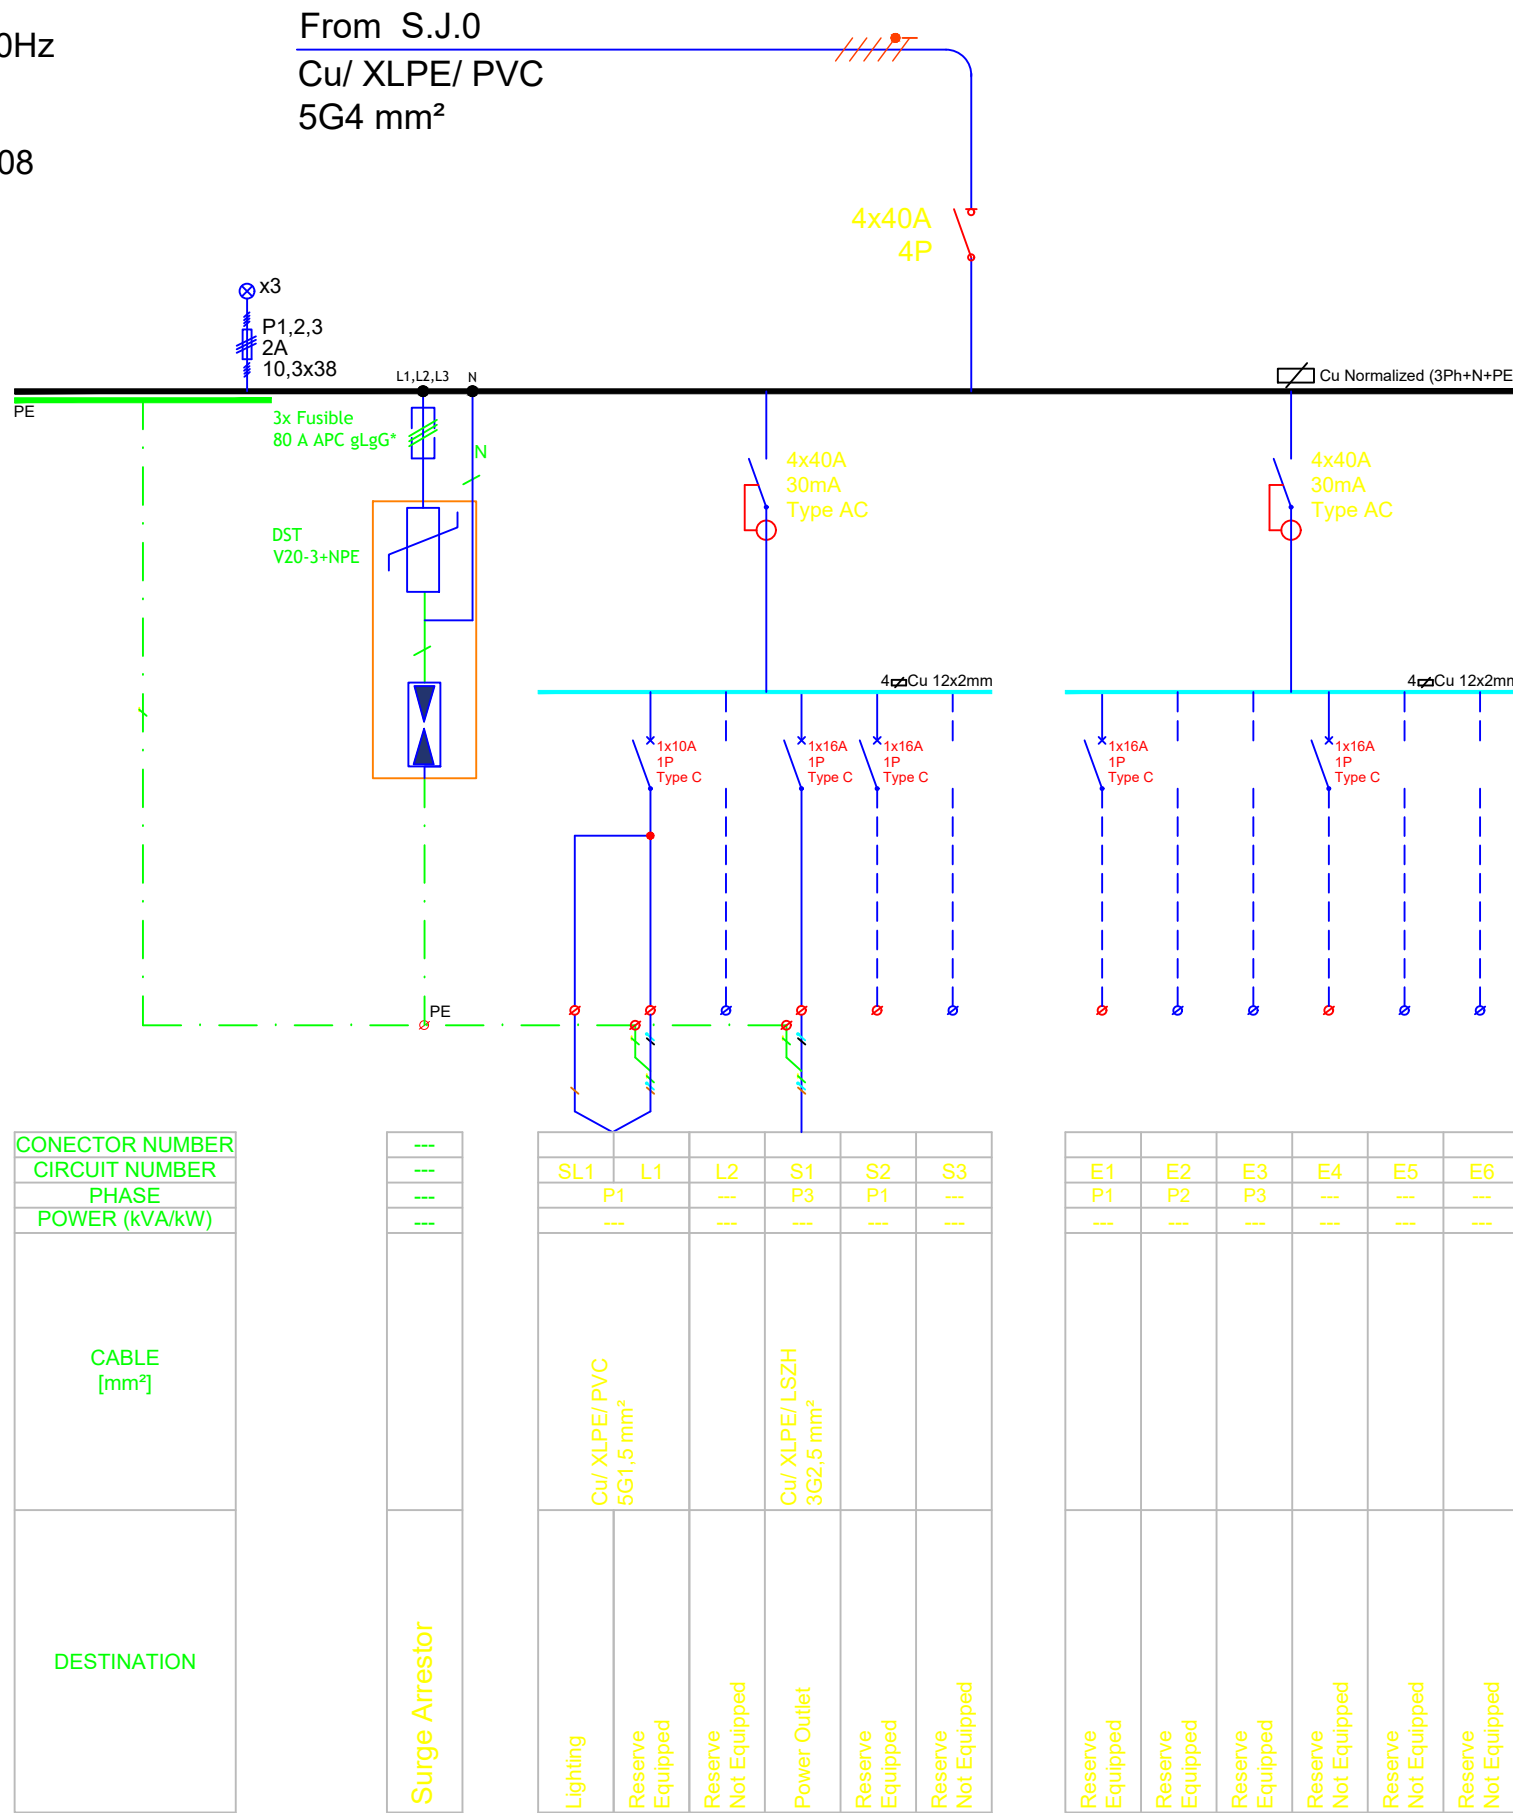 From S.J.0
0Hz
Cu/ XLPE/ PVC
5G4 mm²
08
4x40A
4P
x3
P1,2,3
2A
10,3x38
L1,L2,L3
N
Cu Normalized (3Ph+N+PE
PE
3x Fusible
80 A APC gLgG*
N
4x40A
30mA
Type AC
4x40A
30mA
Type AC
DST
V20-3+NPE
4 Cu 12x2mm
4 Cu 12x2mm
1x10A
1P
Type C
1x16A
1P
Type C
1x16A
1P
Type C
1x16A
1P
Type C
1x16A
1P
Type C
PE
CONECTOR NUMBER ---
CIRCUIT NUMBER --- SL1 L1 L2 S1 S2 S3 E1 E2 E3 E4 E5 E6
PHASE --- P1 --- P3 P1 --- P1 P2 P3 --- --- ---
POWER (kVA/kW) --- --- --- --- --- --- --- --- --- --- --- ---
CABLE
[mm²]
Cu/ XLPE/ PVC
5G1,5 mm²
Cu/ XLPE/ LSZH
3G2,5 mm²
DESTINATION
Surge Arrestor
Lighting
Reserve
Equipped
Reserve
Not Equipped
Power Outlet
Reserve
Equipped
Reserve
Not Equipped
Reserve
Equipped
Reserve
Equipped
Reserve
Equipped
Reserve
Not Equipped
Reserve
Not Equipped
Reserve
Not Equipped